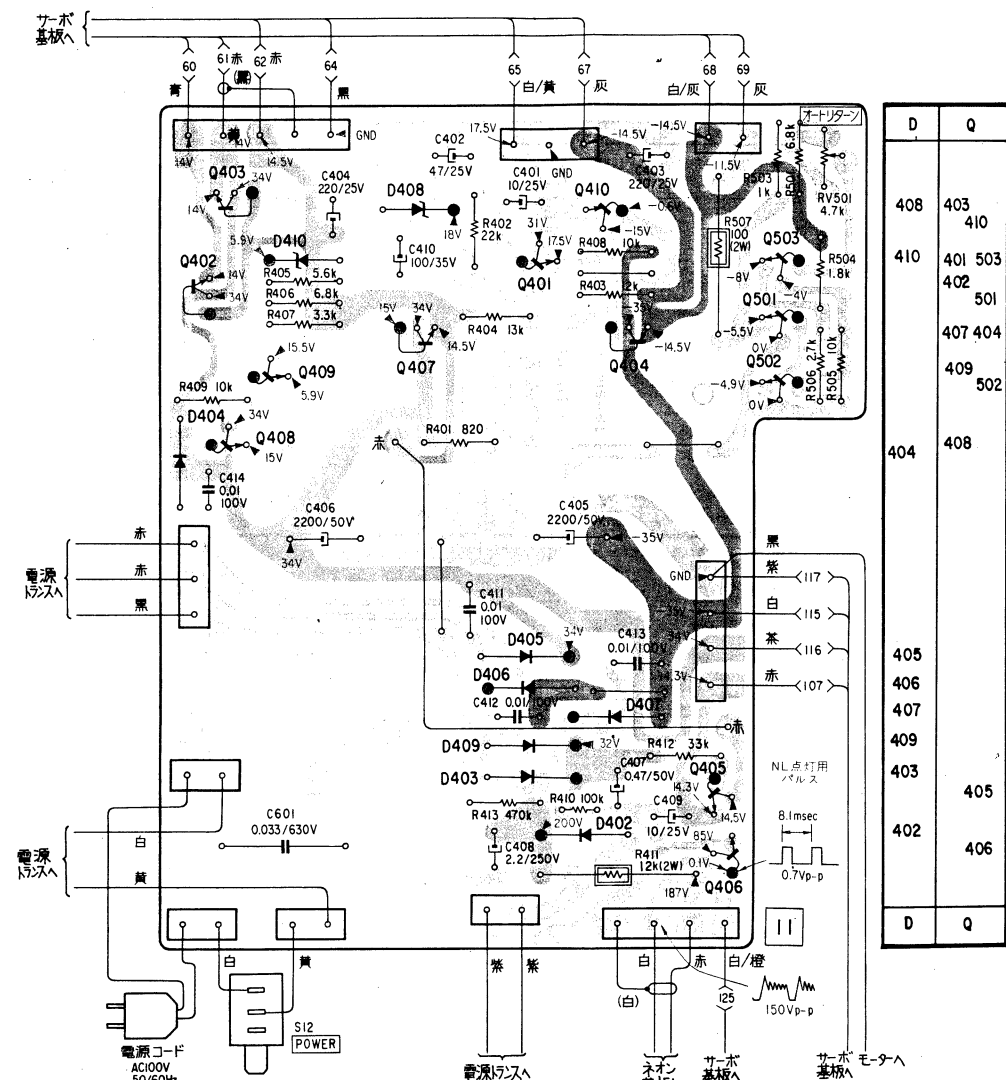 サーボ
基板へ
60
61 赤
(黒)
62 赤
64
65
67
68
69
青
黒
白/黄
灰
白/灰
灰
オートリターン
14V
黄
14V
14.5V
GND
17.5V
GND
-14.5V
-14.5V
-11.5V
Q403
34V
14V
C404
220/25V
C402
47/25V
D408
18V
R402
22k
C401
10/25V
C403
220/25V
Q410
-15V
R503
1k
R501 6.8k
RV501
4.7k
R507
100
(2W)
5.9V
D410
Q402
14V
34V
R405 5.6k
R406 6.8k
R407 3.3k
C410
100/35V
31V
17.5V
Q401
R408 10k
R403 12k
-35V
Q503
-8V
-4V
R504
1.8k
Q501
-5.5V
0V
15V
34V
14.5V
Q407
R404 13k
-14.5V
Q404
Q502
-4.9V
0V
R506 2.7k
R505 10k
15.5V
Q409
5.9V
R409 10k
D404
34V
Q408
15V
赤
R401 820
C414
0.01
100V
C406
2200/50V
34V
C405
2200/50V
-35V
赤
赤
黒
電源
トランスへ
黒
GND
紫
117
-35V
白
115
34V
茶
116
14.3V
赤
107
C411
0.01
100V
D405
34V
C413
0.01/100V
D406
C412 0.01/100V
D407
赤
D409
132V
R412 33k
Q405
D403
C407
0.47/50V
14.3V
14.5V
R413 470k
R410 100k
200V
D402
C409
10/25V
85V
0.1V
Q406
C408
2.2/250V
R411
12k(2W)
187V
NL点灯用
パルス
8.1msec
0.7Vp-p
C601
0.033/630V
白
黄
電源
トランスへ
11
白
黄
紫
紫
白
赤
白/橙
(白)
125
150Vp-p
S12
POWER
電源コード
AC100V
50/60Hz
電源トランスへ
ネオン
サーボ
基板へ
サーボ
基板へ
モーターへ
D Q
408 403
410
410 401 503
402
501
407 404
409
502
404 408
405
406
407
409
403
405
402
406
D Q